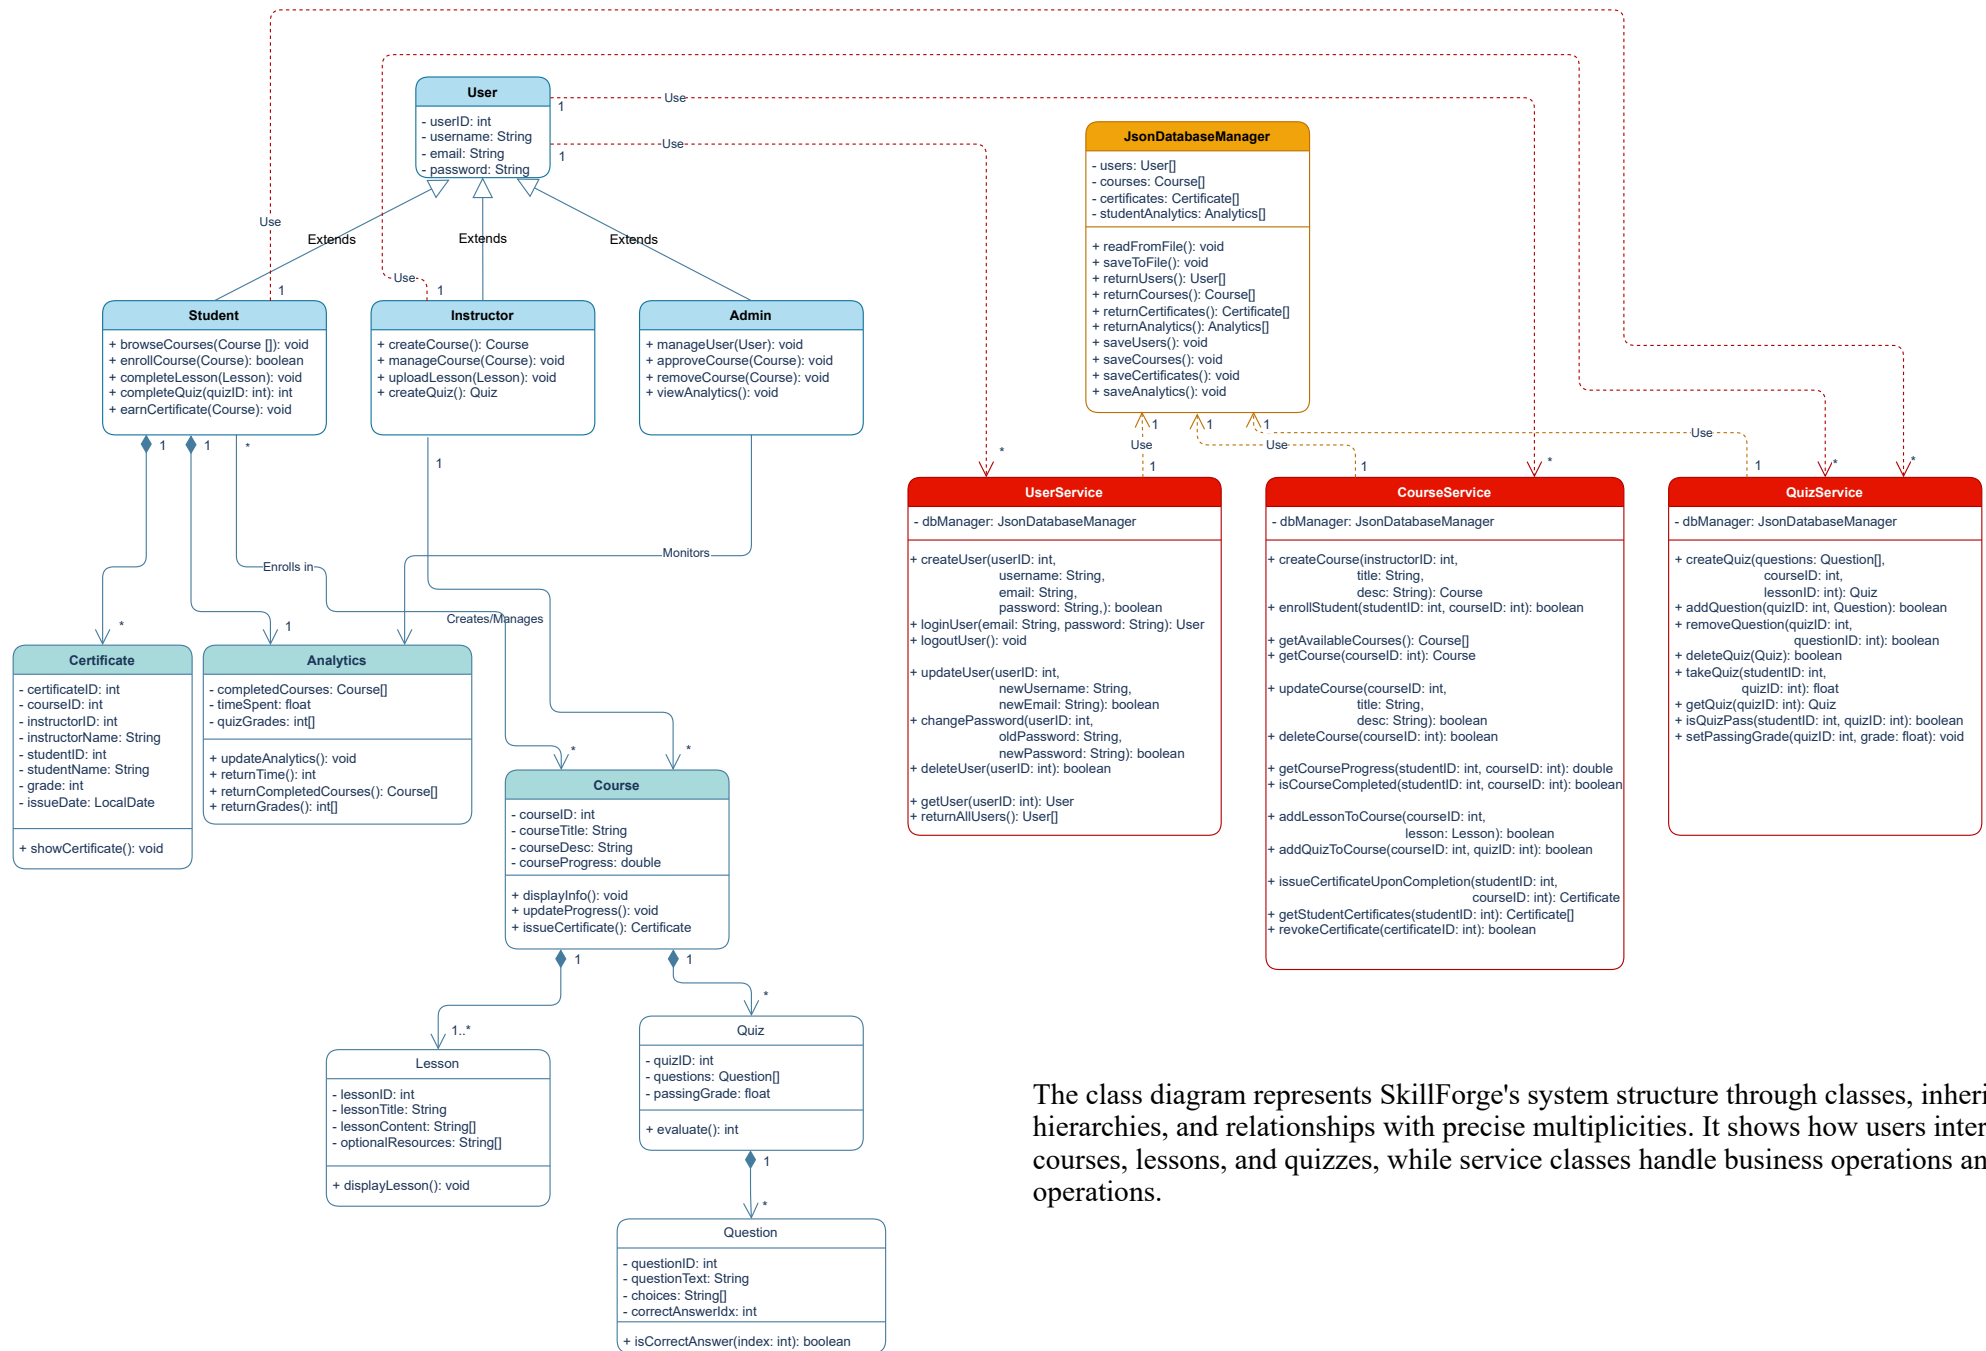 User
- userID: int
- username: String
- email: String
- password: String
1
Use
1
Use
Extends
Extends
Extends
Use
1
Use
1
Student
+ browseCourses(Course []): void
+ enrollCourse(Course): boolean
+ completeLesson(Lesson): void
+ completeQuiz(quizID: int): int
+ earnCertificate(Course): void
Instructor
+ createCourse(): Course
+ manageCourse(Course): void
+ uploadLesson(Lesson): void
+ createQuiz(): Quiz
Admin
+ manageUser(User): void
+ approveCourse(Course): void
+ removeCourse(Course): void
+ viewAnalytics(): void
JsonDatabaseManager
- users: User[]
- courses: Course[]
- certificates: Certificate[]
- studentAnalytics: Analytics[]
+ readFromFile(): void
+ saveToFile(): void
+ returnUsers(): User[]
+ returnCourses(): Course[]
+ returnCertificates(): Certificate[]
+ returnAnalytics(): Analytics[]
+ saveUsers(): void
+ saveCourses(): void
+ saveCertificates(): void
+ saveAnalytics(): void
1
1
1
Use
Use
Use
1
1
1
*
*
*
*
UserService
- dbManager: JsonDatabaseManager
+ createUser(userID: int,
username: String,
email: String,
password: String,): boolean
+ loginUser(email: String, password: String): User
+ logoutUser(): void
+ updateUser(userID: int,
newUsername: String,
newEmail: String): boolean
+ changePassword(userID: int,
oldPassword: String,
newPassword: String): boolean
+ deleteUser(userID: int): boolean
+ getUser(userID: int): User
+ returnAllUsers(): User[]
CourseService
- dbManager: JsonDatabaseManager
+ createCourse(instructorID: int,
title: String,
desc: String): Course
+ enrollStudent(studentID: int, courseID: int): boolean
+ getAvailableCourses(): Course[]
+ getCourse(courseID: int): Course
+ updateCourse(courseID: int,
title: String,
desc: String): boolean
+ deleteCourse(courseID: int): boolean
+ getCourseProgress(studentID: int, courseID: int): double
+ isCourseCompleted(studentID: int, courseID: int): boolean
+ addLessonToCourse(courseID: int,
lesson: Lesson): boolean
+ addQuizToCourse(courseID: int, quizID: int): boolean
+ issueCertificateUponCompletion(studentID: int,
courseID: int): Certificate
+ getStudentCertificates(studentID: int): Certificate[]
+ revokeCertificate(certificateID: int): boolean
QuizService
- dbManager: JsonDatabaseManager
+ createQuiz(questions: Question[],
courseID: int,
lessonID: int): Quiz
+ addQuestion(quizID: int, Question): boolean
+ removeQuestion(quizID: int,
questionID: int): boolean
+ deleteQuiz(Quiz): boolean
+ takeQuiz(studentID: int,
quizID: int): float
+ getQuiz(quizID: int): Quiz
+ isQuizPass(studentID: int, quizID: int): boolean
+ setPassingGrade(quizID: int, grade: float): void
1
1
*
1
Monitors
Enrolls in
Creates/Manages
*
1
*
*
Certificate
- certificateID: int
- courseID: int
- instructorID: int
- instructorName: String
- studentID: int
- studentName: String
- grade: int
- issueDate: LocalDate
+ showCertificate(): void
Analytics
- completedCourses: Course[]
- timeSpent: float
- quizGrades: int[]
+ updateAnalytics(): void
+ returnTime(): int
+ returnCompletedCourses(): Course[]
+ returnGrades(): int[]
Course
- courseID: int
- courseTitle: String
- courseDesc: String
- courseProgress: double
+ displayInfo(): void
+ updateProgress(): void
+ issueCertificate(): Certificate
1
1
1..*
*
Lesson
- lessonID: int
- lessonTitle: String
- lessonContent: String[]
- optionalResources: String[]
+ displayLesson(): void
Quiz
- quizID: int
- questions: Question[]
- passingGrade: float
+ evaluate(): int
1
*
Question
- questionID: int
- questionText: String
- choices: String[]
- correctAnswerIdx: int
+ isCorrectAnswer(index: int): boolean
The class diagram represents SkillForge's system structure through classes, inheri
hierarchies, and relationships with precise multiplicities. It shows how users inter
courses, lessons, and quizzes, while service classes handle business operations an
operations.